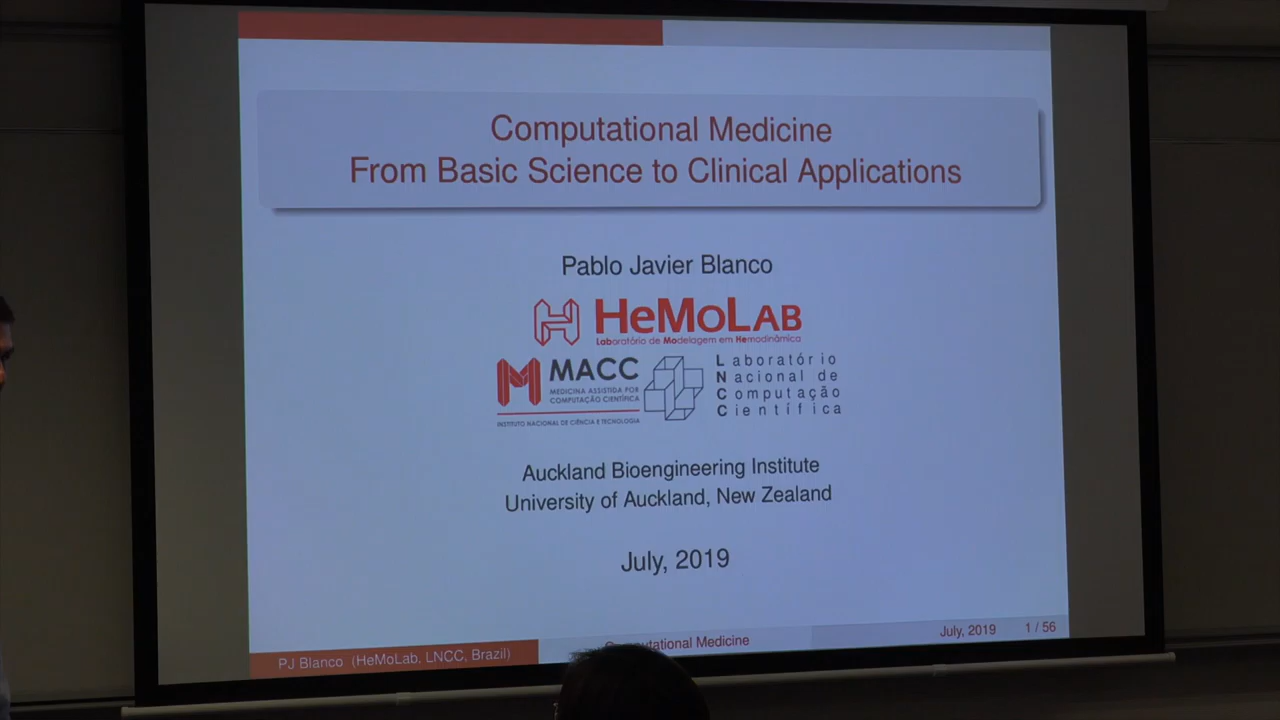 Computational Medicine
From Basic Science to Clinical Applications
Pablo Javier Blanco
HeMoLab
Laboratório de Modelagem em Hemodinâmica
MACC
MEDICINA ASSISTIDA POR
COMPUTAÇÃO CIENTÍFICA
INSTITUTO NACIONAL DE CIÊNCIA E TECNOLOGIA
Laboratório
Nacional de
Computação
Científica
Auckland Bioengineering Institute
University of Auckland, New Zealand
July, 2019
PJ Blanco (HeMoLab, LNCC, Brazil)
Computational Medicine
July, 2019
1 / 56